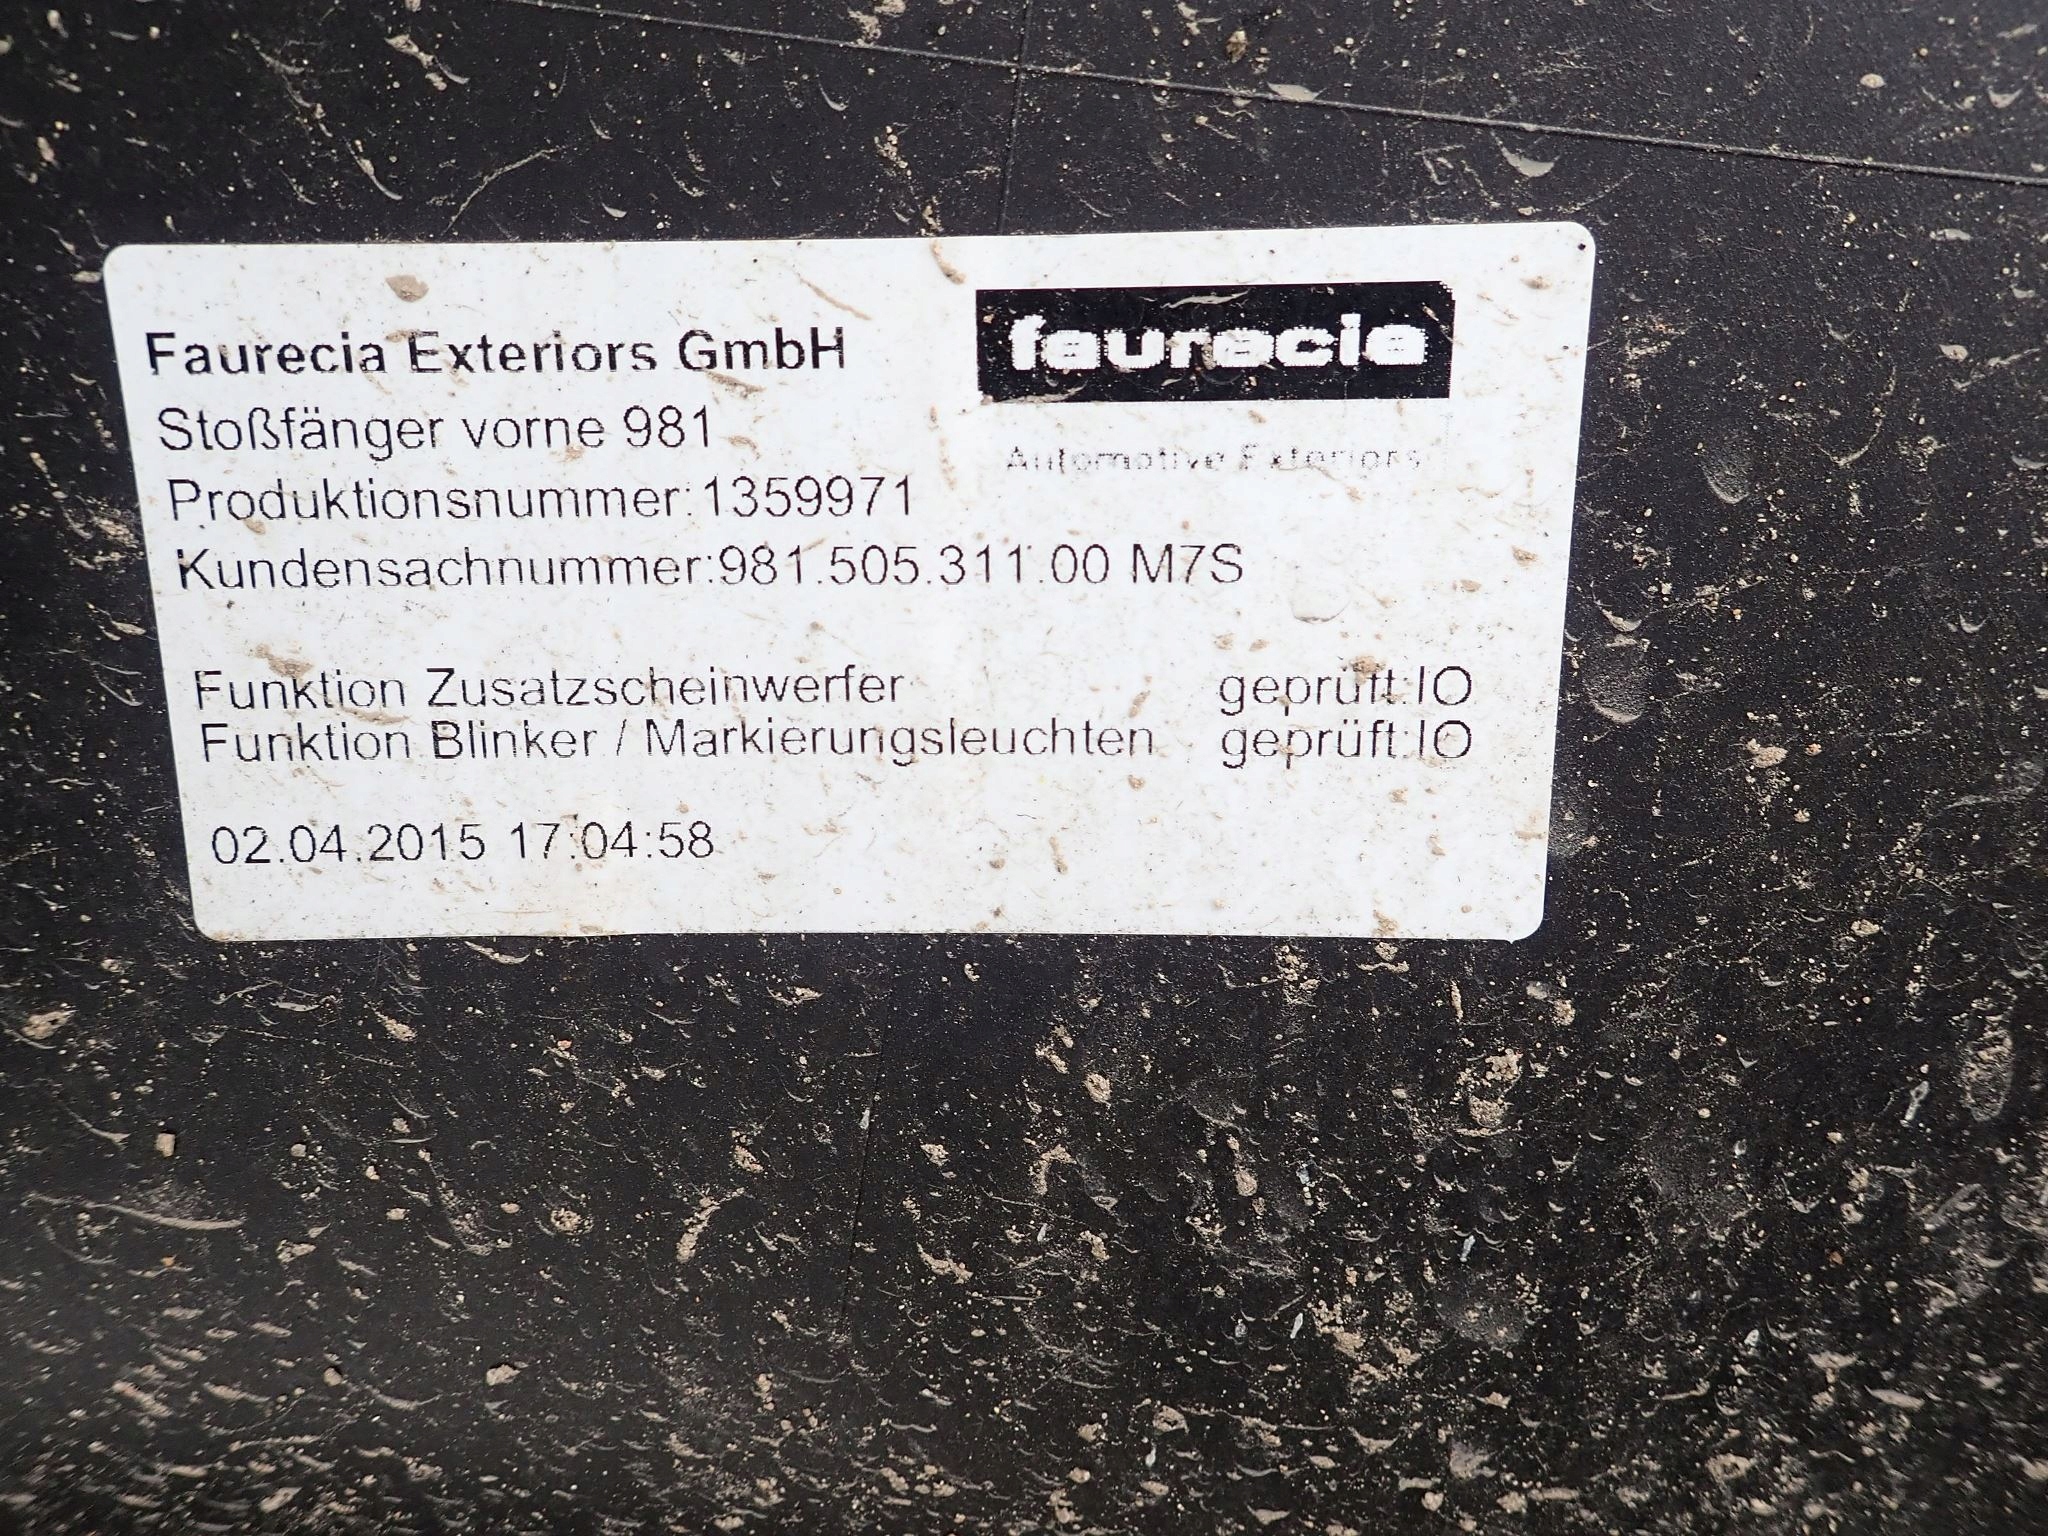 Faurecia Exteriors GmbH
faurecia
Automotive Exteriors
Stoßfänger vorne 981
Produktionsnummer:1359971
Kundensachnummer:981.505.311.00 M7S
Funktion Zusatzscheinwerfer geprüft:IO
Funktion Blinker / Markierungsleuchten geprüft:IO
02.04.2015 17:04:58